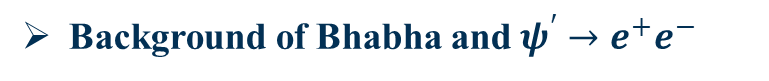 ➢ Background of Bhabha and ψ′ → e⁺e⁻